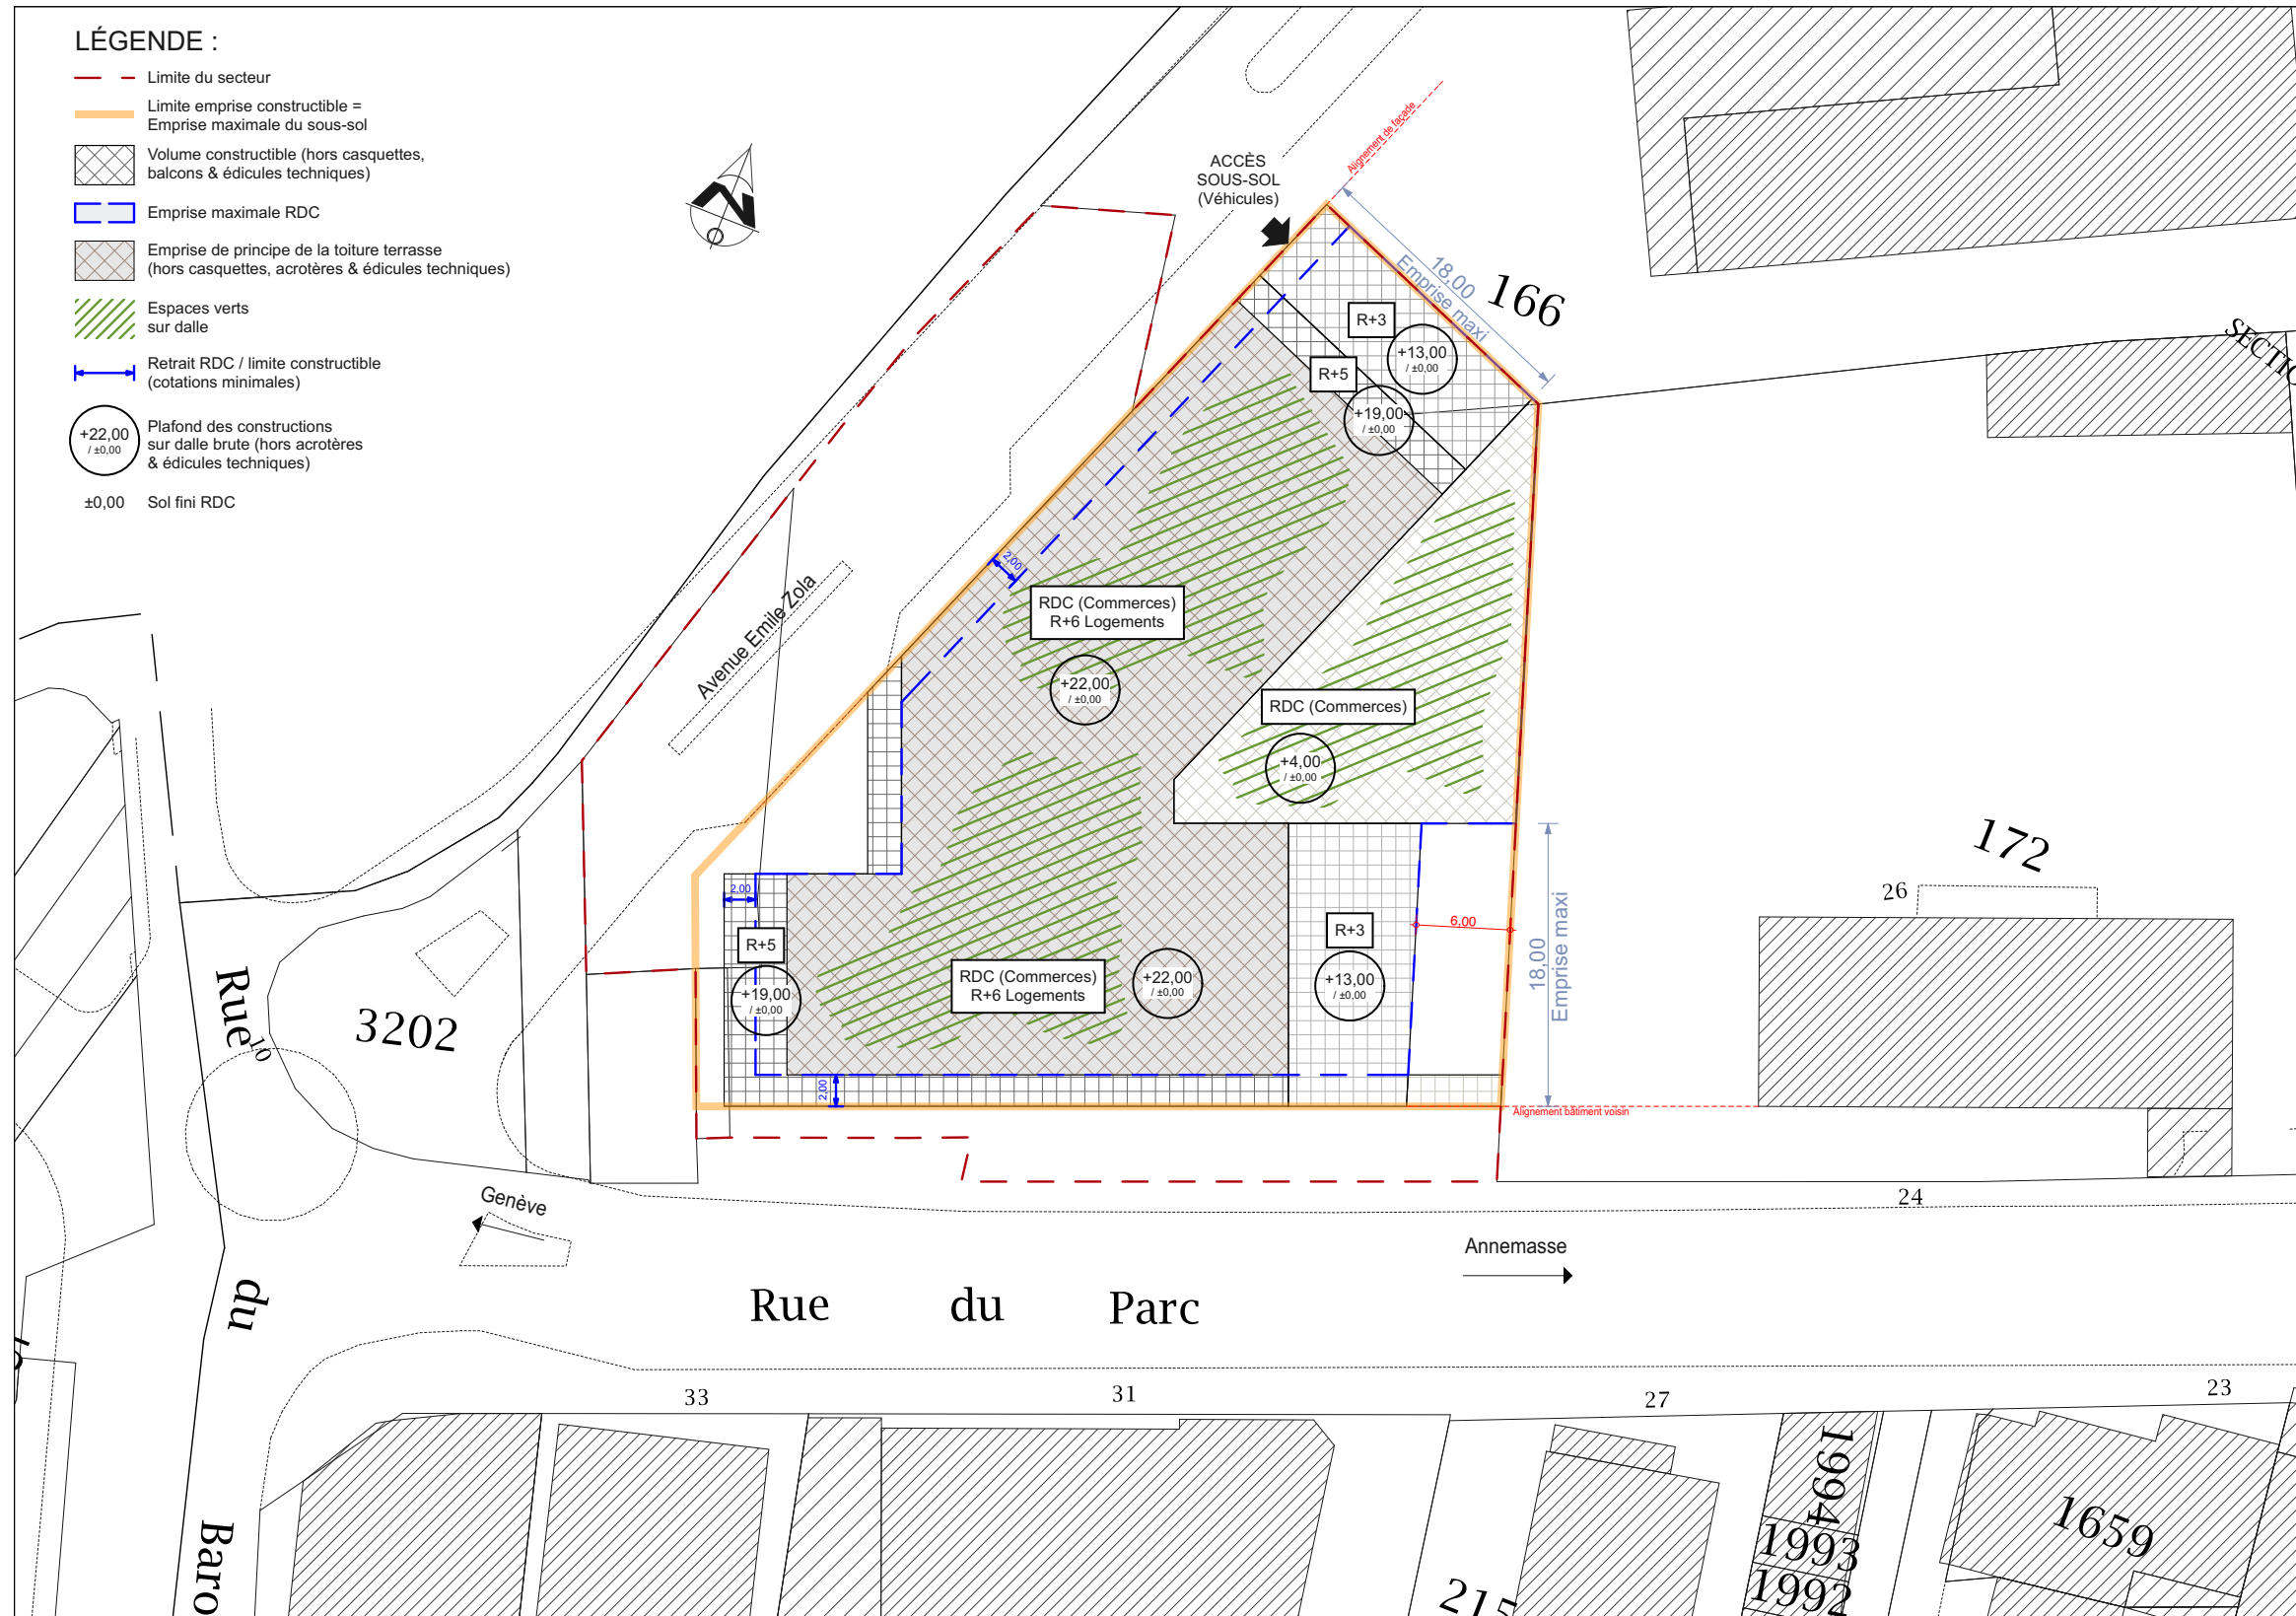 LÉGENDE :
Limite du secteur
Limite emprise constructible =
Emprise maximale du sous-sol
Volume constructible (hors casquettes,
balcons & édicules techniques)
Emprise maximale RDC
Emprise de principe de la toiture terrasse
(hors casquettes, acrotères & édicules techniques)
Espaces verts
sur dalle
Retrait RDC / limite constructible
(cotations minimales)
+22,00
/ ±0,00
Plafond des constructions
sur dalle brute (hors acrotères
& édicules techniques)
±0,00
Sol fini RDC
N
O
ACCÈS
SOUS-SOL
(Véhicules)
Alignement de façade
18,00
Emprise maxi
166
SECTIO
R+3
+13,00
/ ±0,00
R+5
+19,00
/ ±0,00
2,00
Avenue Emile Zola
RDC (Commerces)
R+6 Logements
+22,00
/ ±0,00
RDC (Commerces)
+4,00
/ ±0,00
2,00
R+5
+19,00
/ ±0,00
RDC (Commerces)
R+6 Logements
+22,00
/ ±0,00
R+3
+13,00
/ ±0,00
6,00
18,00
Emprise maxi
2,00
Alignement bâtiment voisin
172
26
3202
10
Rue
du
Baro
Genève
24
Annemasse
Rue du Parc
33
31
27
23
1994
1993
1992
1659
215